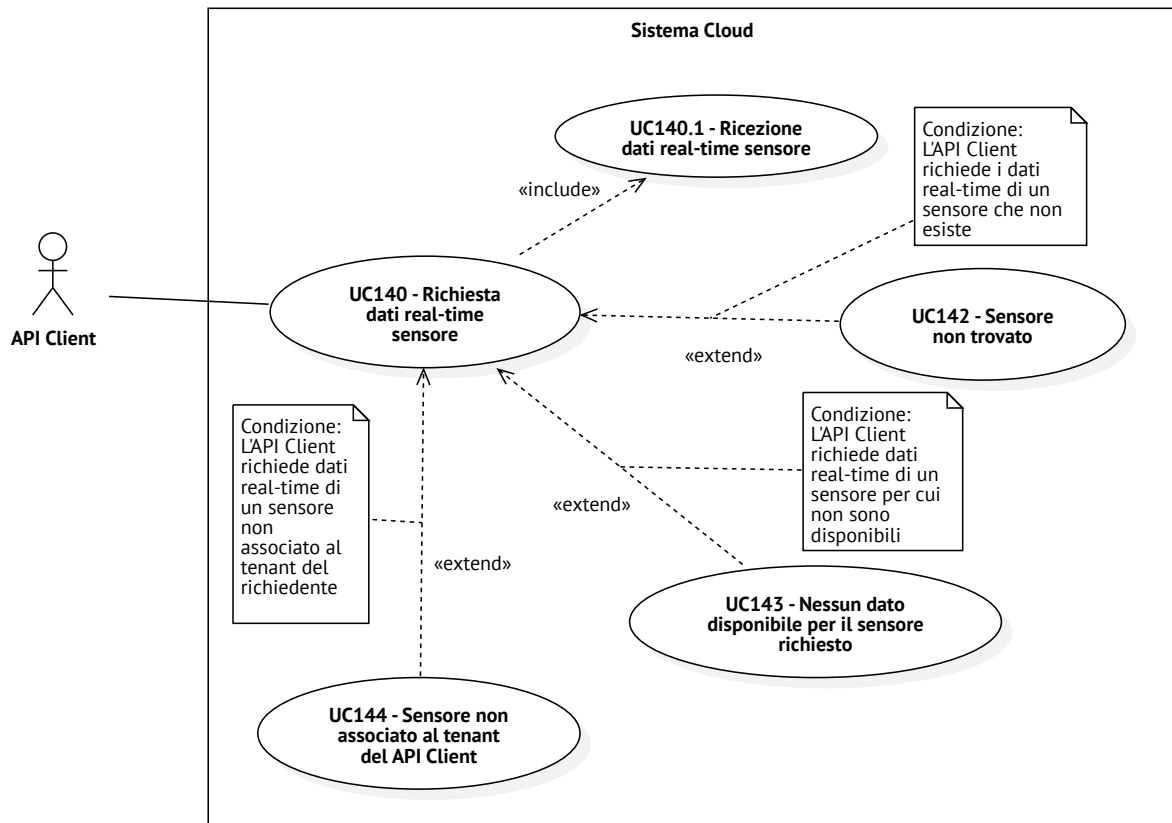 Sistema Cloud
UC140.1 - Ricezione
dati real-time sensore
Condizione:
L'API Client
richiede i dati
real-time di un
sensore che non
esiste
«include»
API Client
UC140 - Richiesta
dati real-time
sensore
UC142 - Sensore
non trovato
«extend»
Condizione:
L'API Client
richiede dati
real-time di
un sensore
non
associato al
tenant del
richiedente
Condizione:
L'API Client
richiede dati
real-time di un
sensore per cui
non sono
disponibili
«extend»
«extend»
UC143 - Nessun dato
disponibile per il sensore
richiesto
UC144 - Sensore non
associato al tenant
del API Client